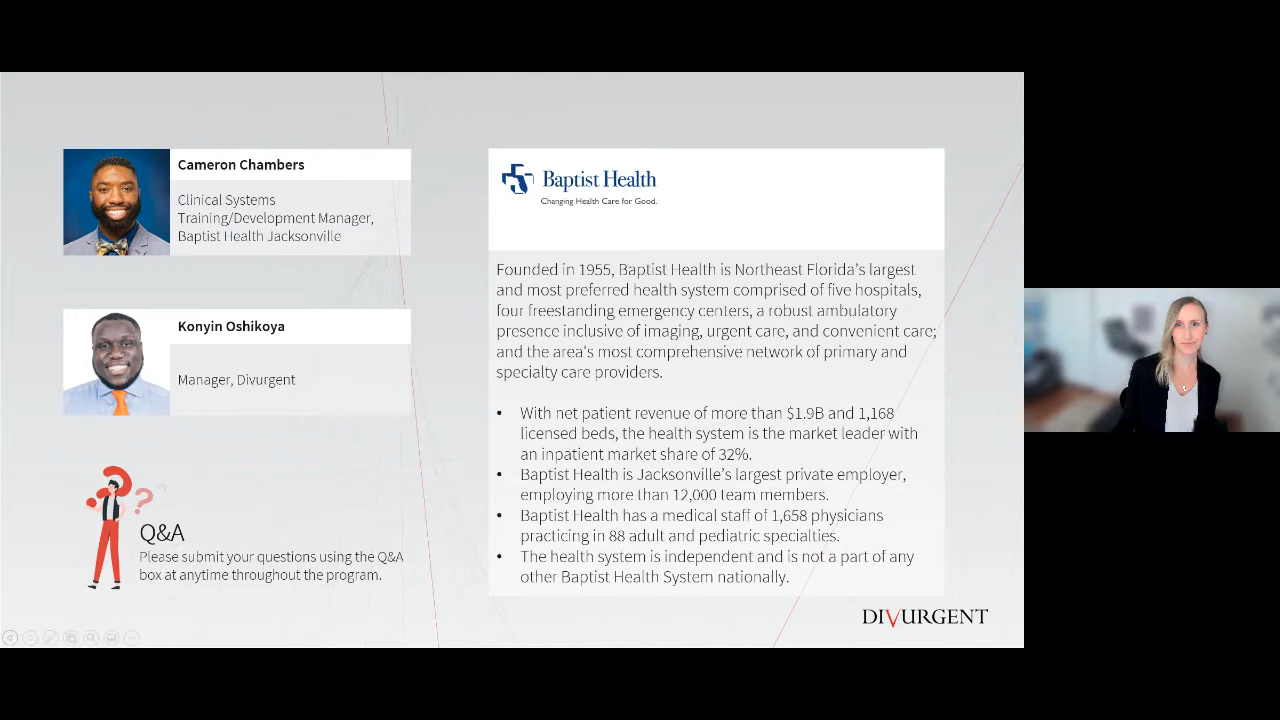 Cameron Chambers
Clinical Systems
Training/Development Manager,
Baptist Health Jacksonville
Konyin Oshikoya
Manager, Divurgent
Q&A
Please submit your questions using the Q&A
box at anytime throughout the program.
Baptist Health
Changing Health Care for Good.
Founded in 1955, Baptist Health is Northeast Florida's largest
and most preferred health system comprised of five hospitals,
four freestanding emergency centers, a robust ambulatory
presence inclusive of imaging, urgent care, and convenient care;
and the area's most comprehensive network of primary and
specialty care providers.
• With net patient revenue of more than $1.9B and 1,168
licensed beds, the health system is the market leader with
an inpatient market share of 32%.
• Baptist Health is Jacksonville's largest private employer,
employing more than 12,000 team members.
• Baptist Health has a medical staff of 1,658 physicians
practicing in 88 adult and pediatric specialties.
• The health system is independent and is not a part of any
other Baptist Health System nationally.
DIVURGENT